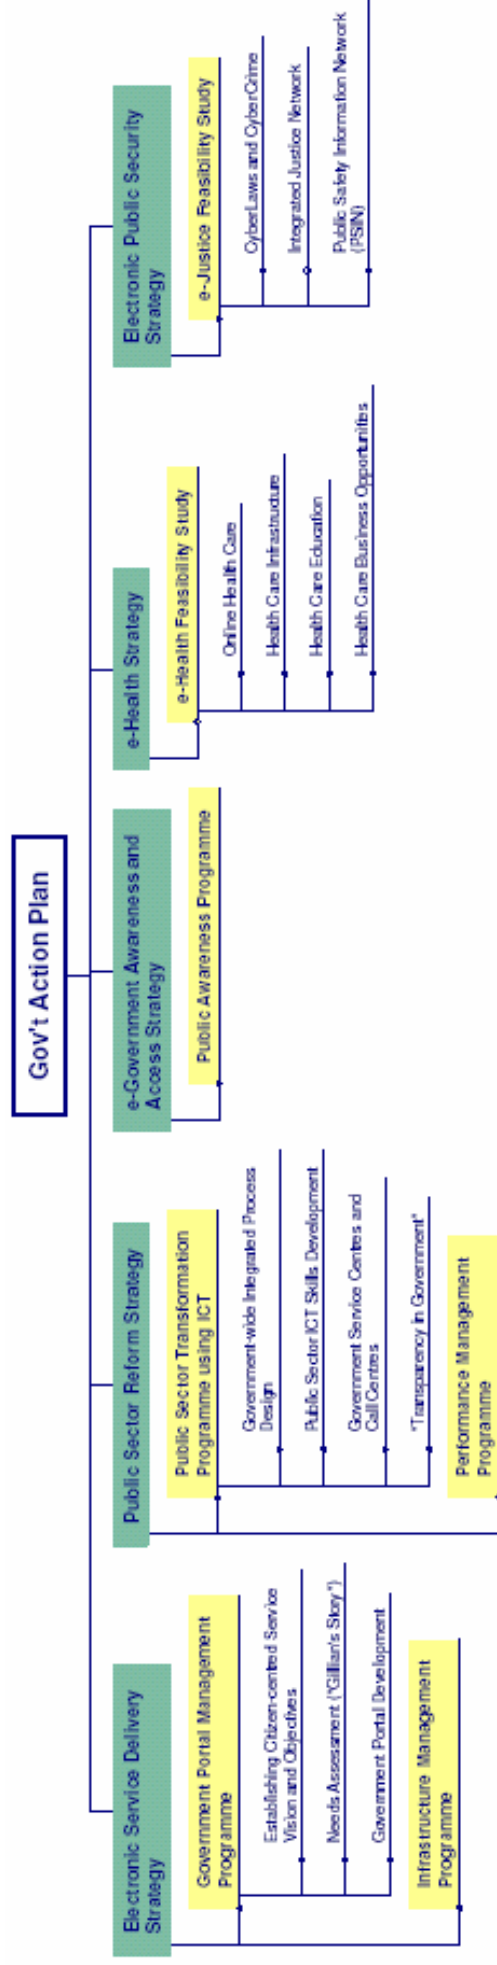 Gov't Action Plan
Electronic Service Delivery
Strategy
Government Portal Management
Programme
Establishing Citizen-centred Service
Vision and Objectives
Needs Assessment ("Gillian's Story")
Government Portal Development
Infrastructure Management
Programme
Public Sector Reform Strategy
Public Sector Transformation
Programme using ICT
Government-wide Integrated Process
Design
Public Sector ICT Skills Development
Government Service Centres and
Call Centres
"Transparency in Government"
Performance Management
Programme
e-Government Awareness and
Access Strategy
Public Awareness Programme
e-Health Strategy
e-Health Feasibility Study
Online Health Care
Health Care Infrastructure
Health Care Education
Health Care Business Opportunities
Electronic Public Security
Strategy
e-Justice Feasibility Study
CyberLaws and CyberCrime
Integrated Justice Network
Public Safety Information Network
(PSIN)